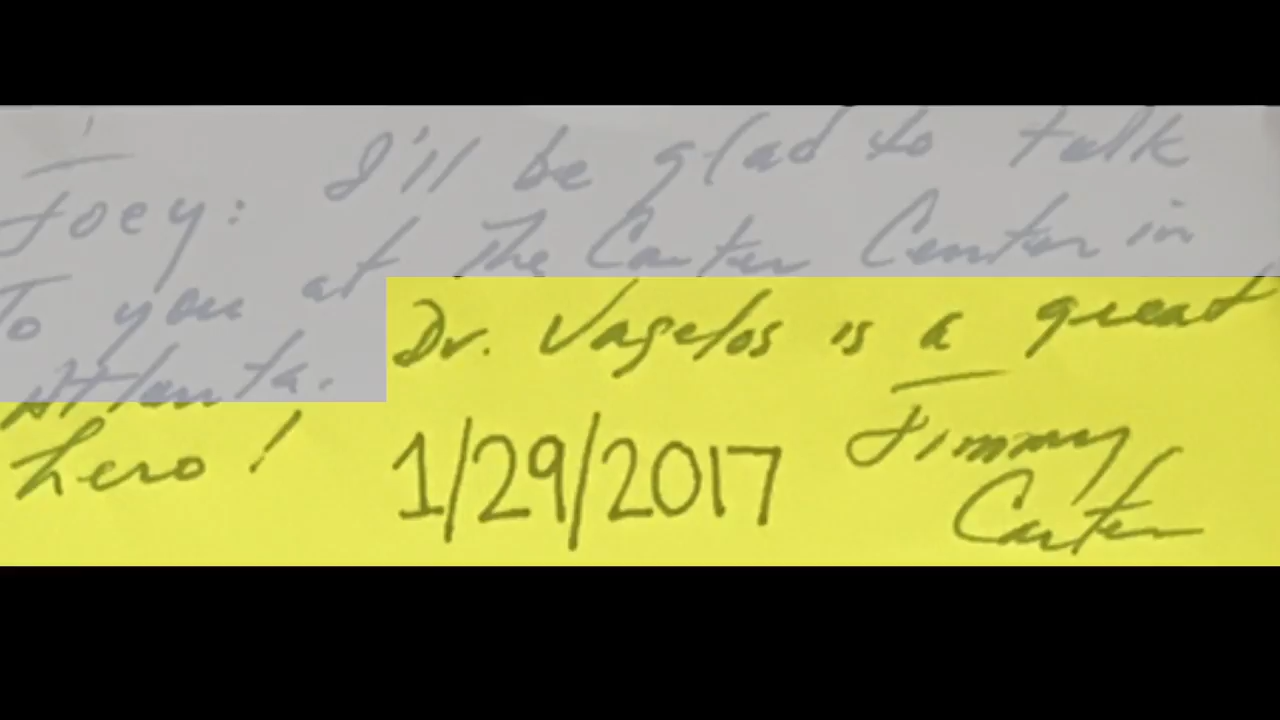 Joey: I'll be glad to talk
To you at The Carter Center in
Atlanta. Dr. Vagelos is a great
hero!
1/29/2017
Jimmy
Carter